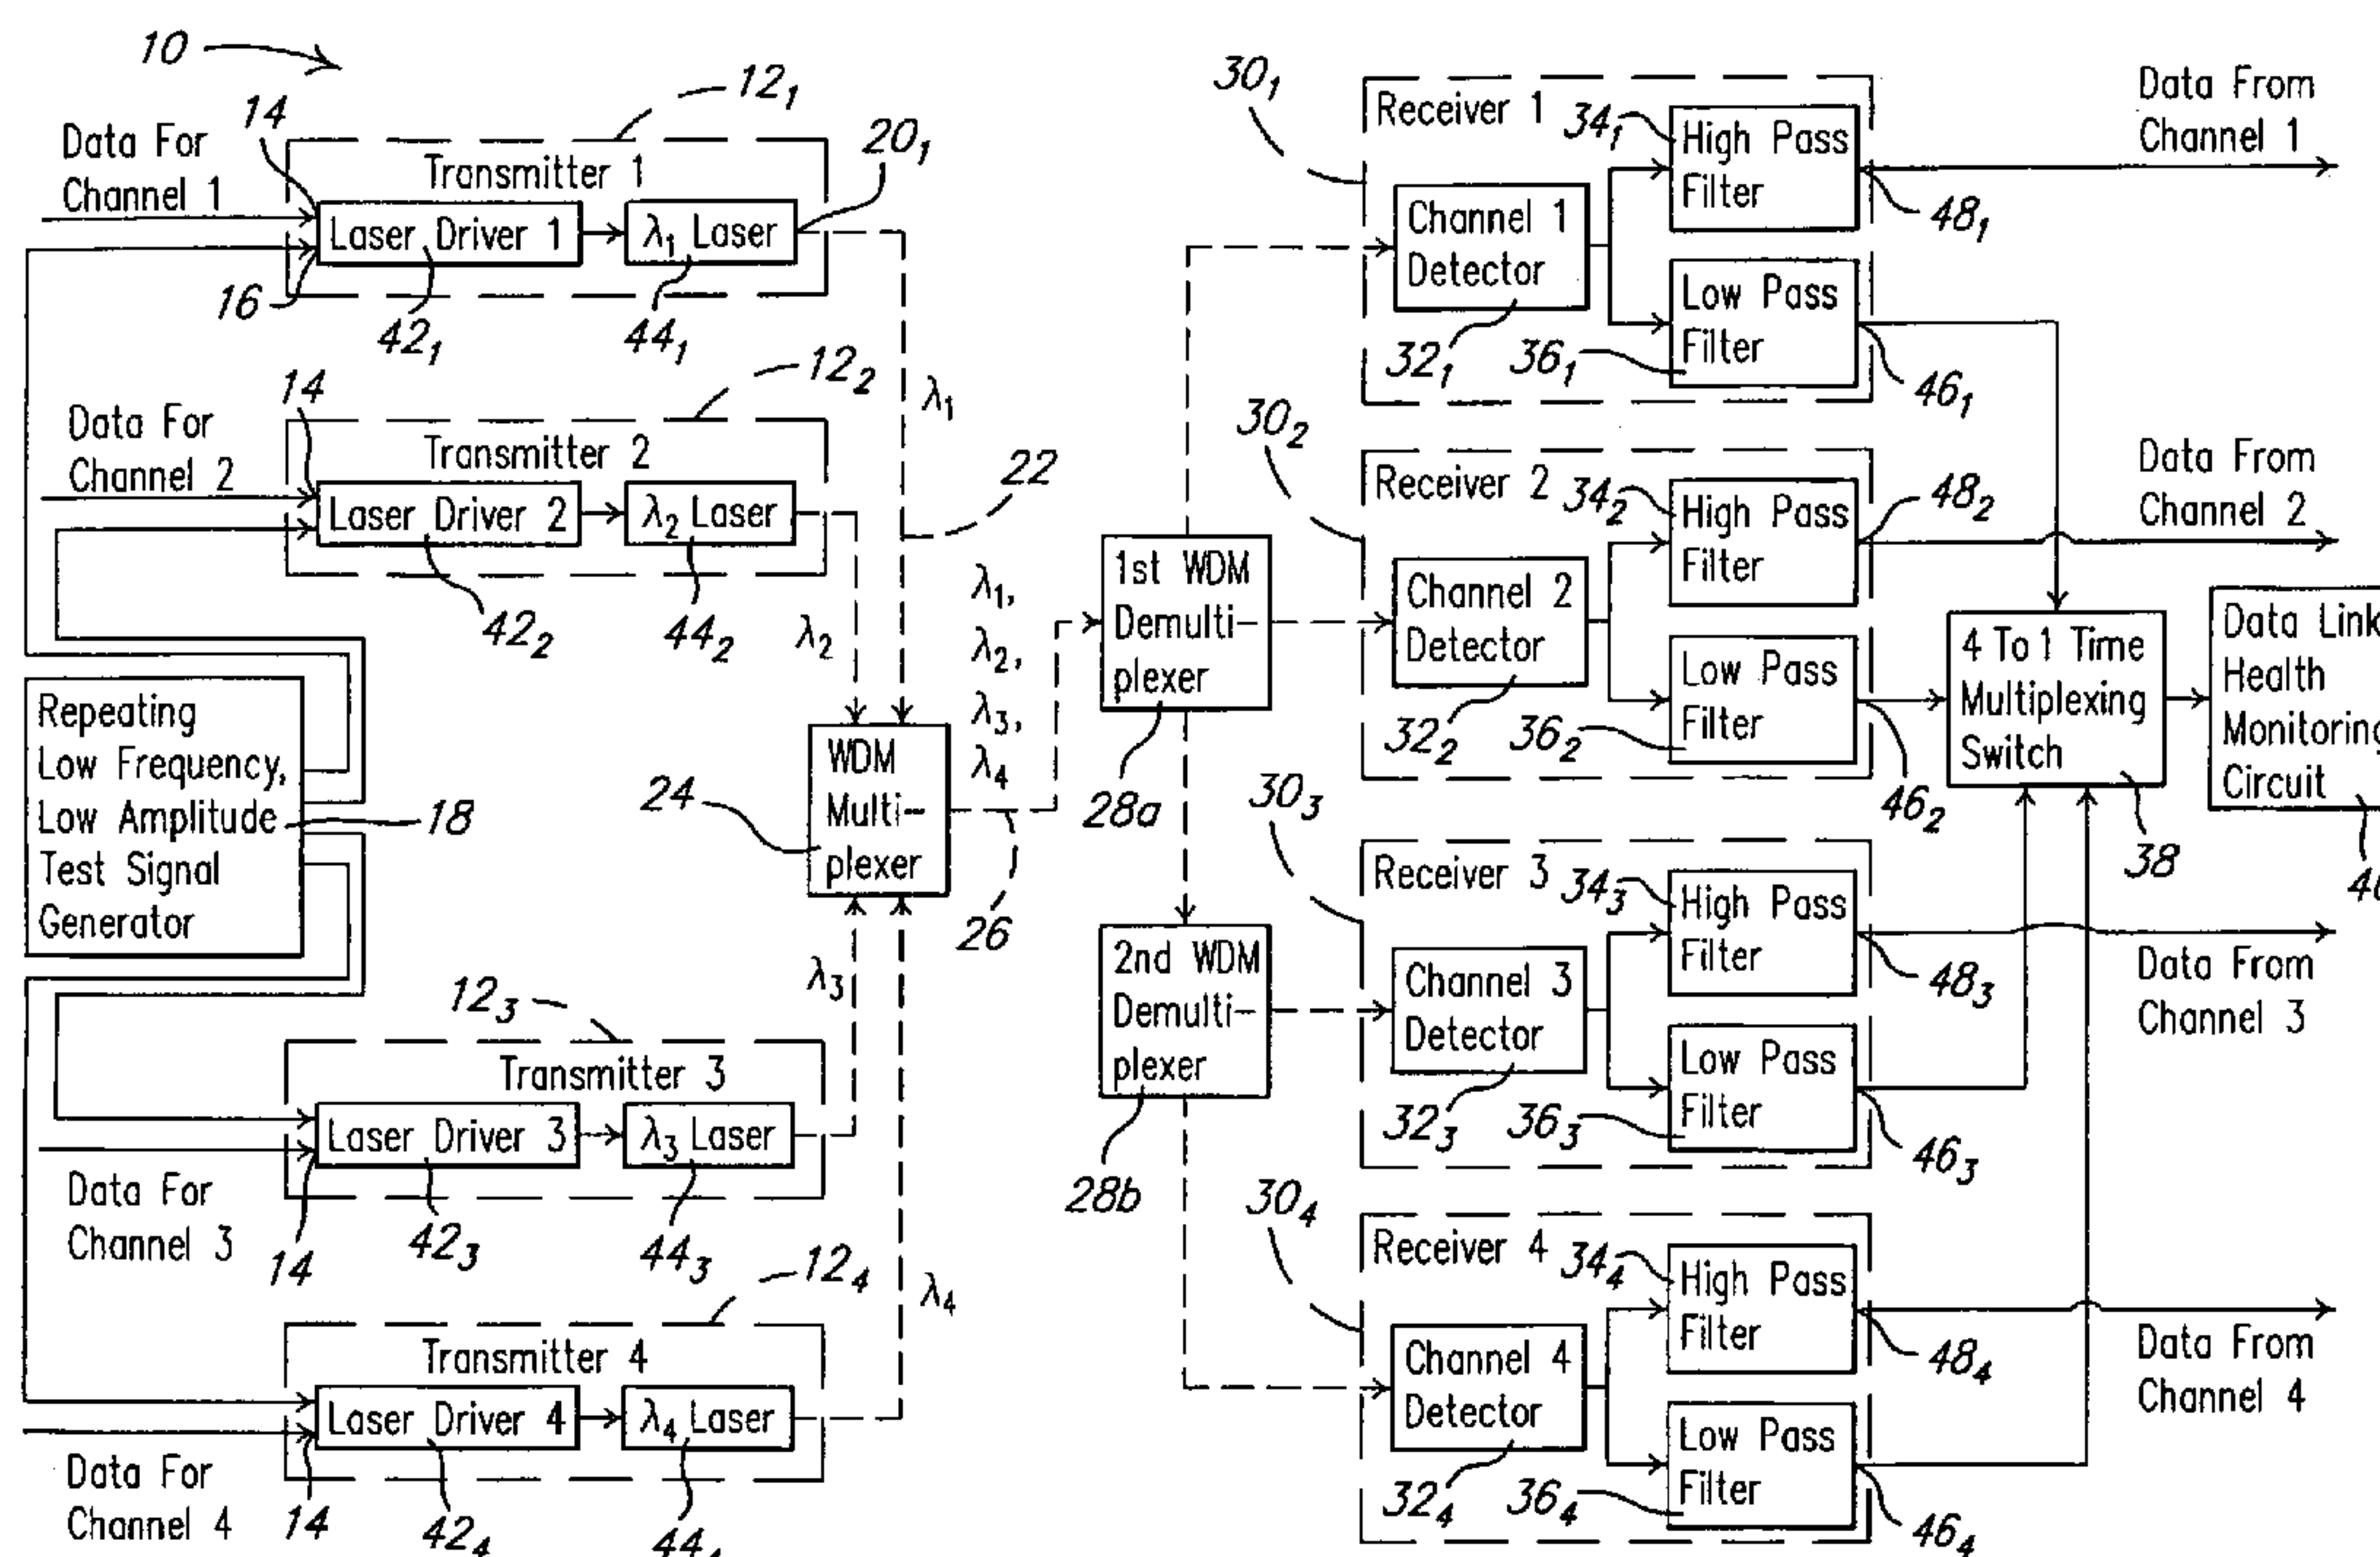 10
Data For
Channel 1
14
16
12₁
Transmitter 1
Laser Driver 1
λ₁ Laser
42₁
44₁
20₁
λ₁
Data For
Channel 2
14
12₂
Transmitter 2
Laser Driver 2
λ₂ Laser
42₂
44₂
λ₂
22
Repeating
Low Frequency,
Low Amplitude
Test Signal
Generator
18
WDM
Multi-
plexer
24
26
λ₁,
λ₂,
λ₃,
λ₄
12₃
Transmitter 3
Laser Driver 3
λ₃ Laser
Data For
Channel 3
14
42₃
44₃
λ₃
12₄
Transmitter 4
Laser Driver 4
λ₄ Laser
Data For
Channel 4
14
42₄
44₄
λ₄
1st WDM
Demulti-
plexer
28a
2nd WDM
Demulti-
plexer
28b
30₁
Receiver 1
34₁
High Pass
Filter
Channel 1
Detector
32₁
36₁
Low Pass
Filter
48₁
46₁
Data From
Channel 1
30₂
Receiver 2
34₂
High Pass
Filter
Channel 2
Detector
32₂
36₂
Low Pass
Filter
48₂
46₂
Data From
Channel 2
4 To 1 Time
Multiplexing
Switch
38
Data Link
Health
Monitoring
Circuit
30₃
Receiver 3
34₃
High Pass
Filter
Channel 3
Detector
32₃
36₃
Low Pass
Filter
48₃
46₃
Data From
Channel 3
30₄
Receiver 4
34₄
High Pass
Filter
Channel 4
Detector
32₄
36₄
Low Pass
Filter
48₄
46₄
Data From
Channel 4